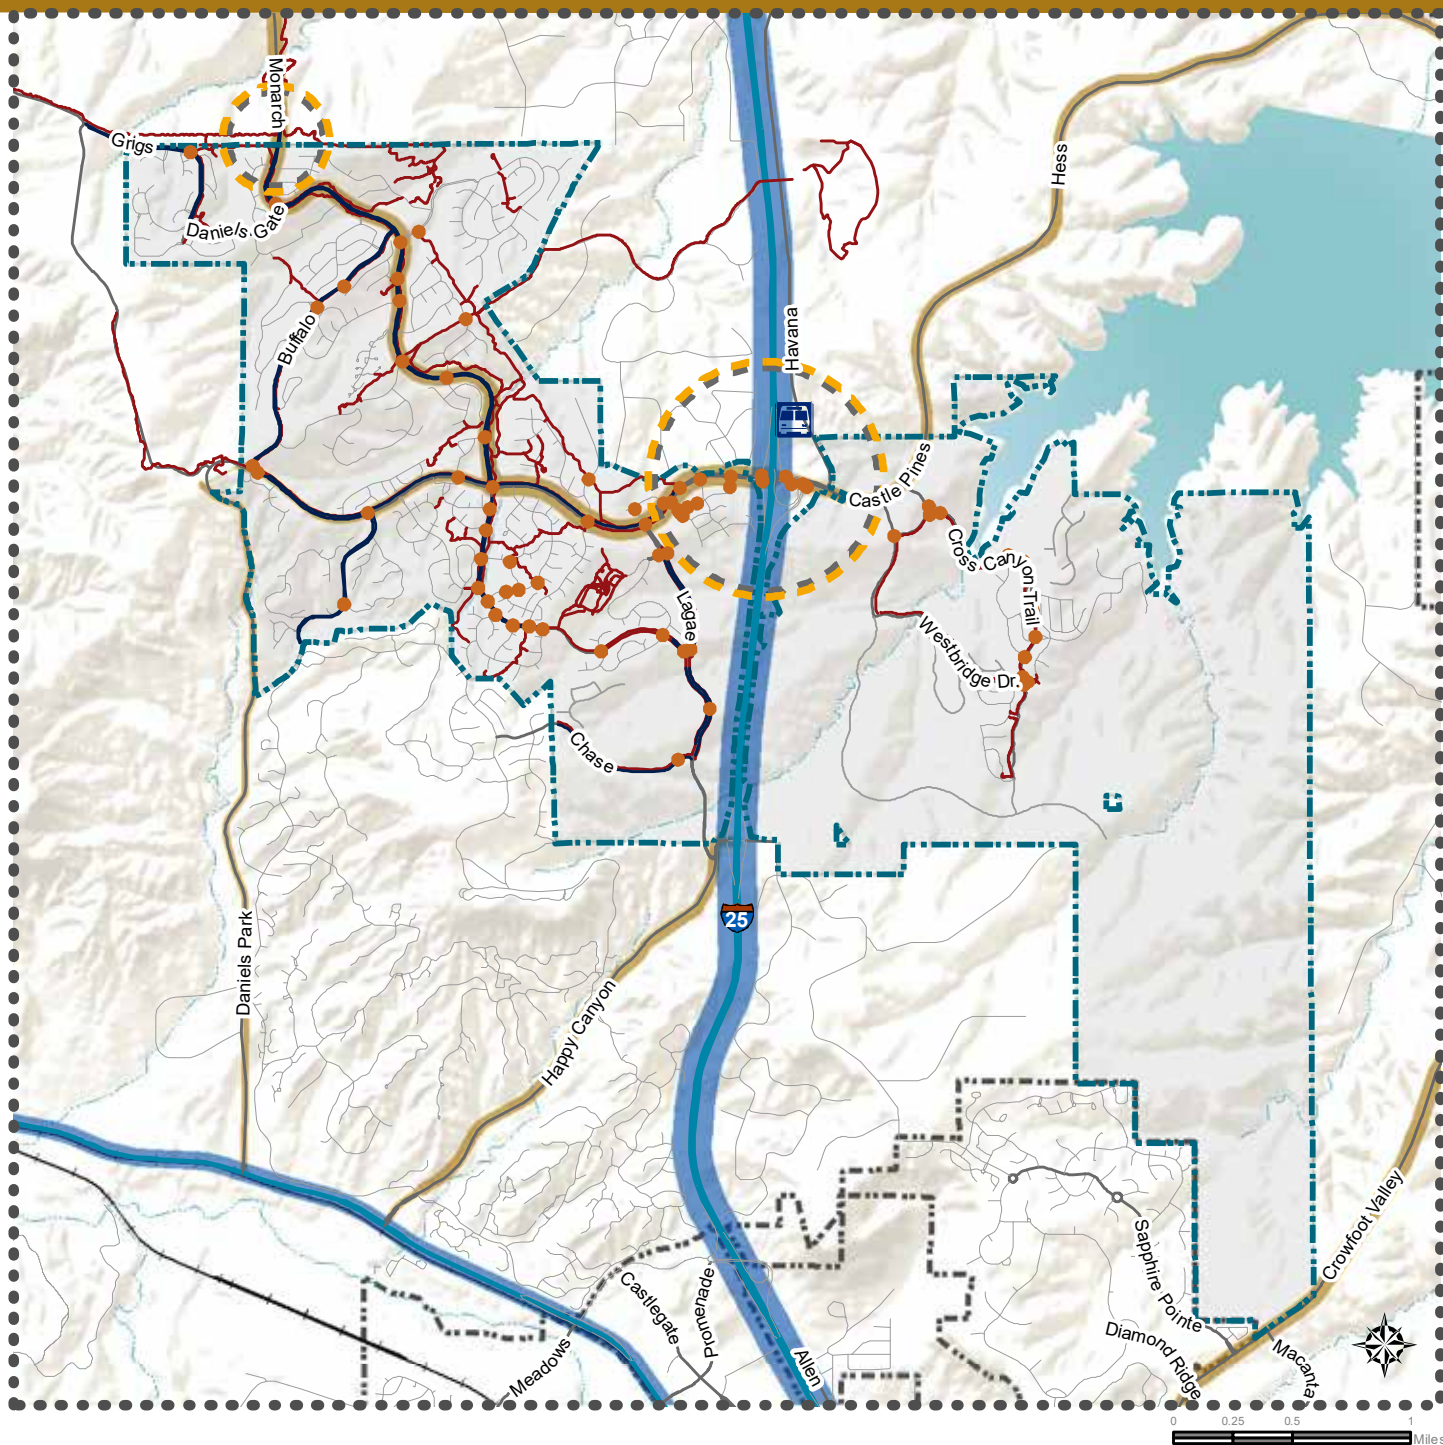 Monarch
Grigs
Hess
Daniels Gate
Havana
Buffalo
Castle Pines
Cross Canyon Trail
Lagae
Westbridge Dr.
Chase
25
Daniels Park
Happy Canyon
Crowfoot Valley
Sapphire Pointe
Castlegate
Promenade
Diamond Ridge
Macanta
Meadows
Allen
0 0.25 0.5 1
Miles